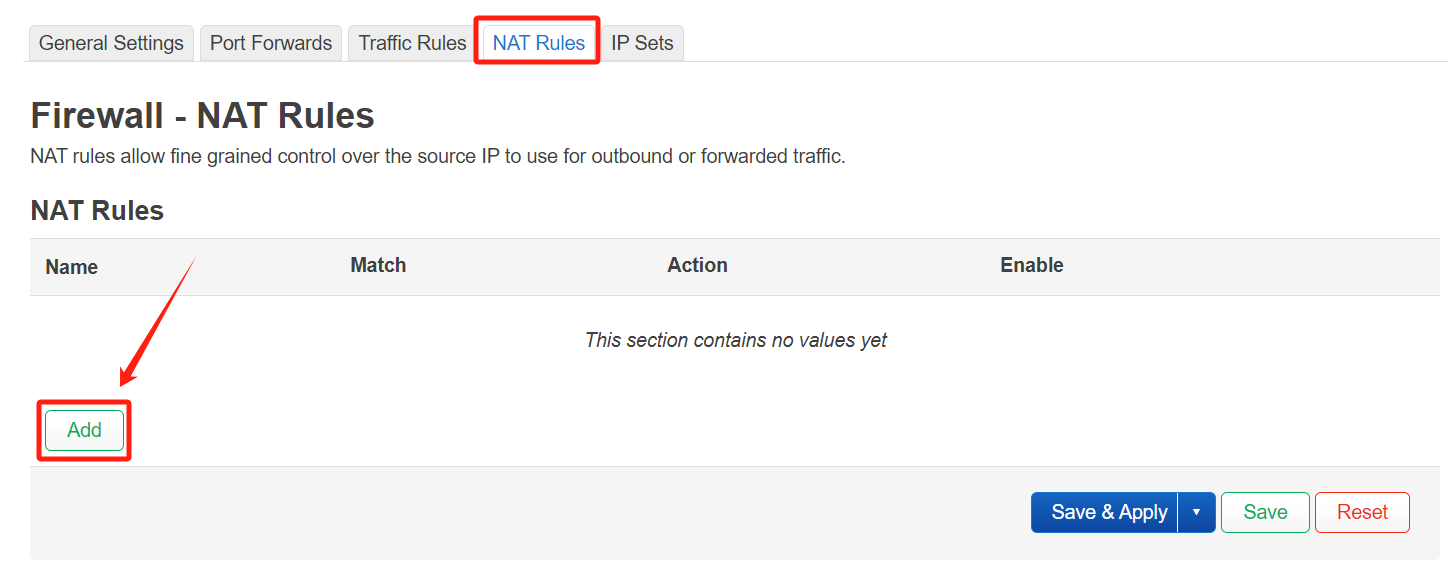 General Settings Port Forwards Traffic Rules NAT Rules IP Sets
Firewall - NAT Rules
NAT rules allow fine grained control over the source IP to use for outbound or forwarded traffic.
NAT Rules
Name Match Action Enable
This section contains no values yet
Add
Save & Apply Save Reset